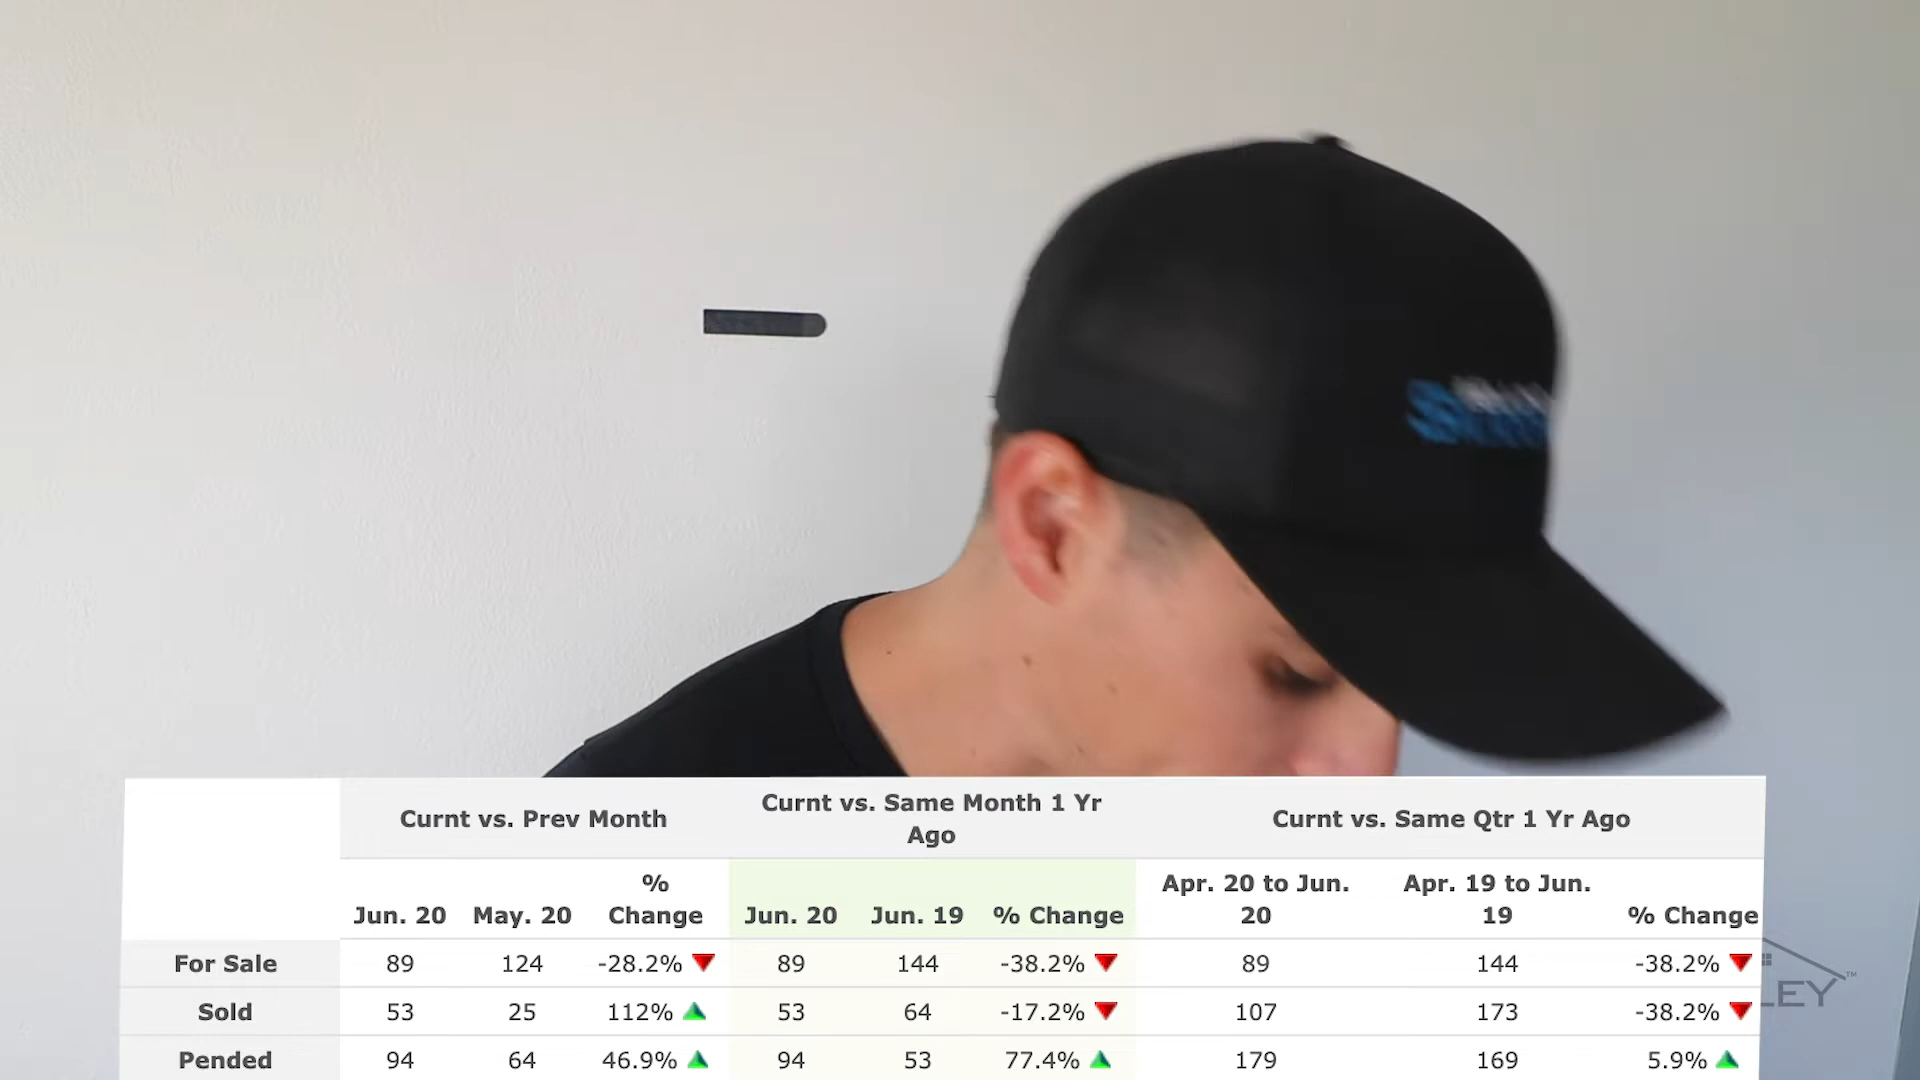 Curnt vs. Prev Month
Curnt vs. Same Month 1 Yr
Ago
Curnt vs. Same Qtr 1 Yr Ago
Jun. 20 May. 20 % Change
Jun. 20 Jun. 19 % Change
Apr. 20 to Jun. 20
Apr. 19 to Jun. 19
% Change
For Sale 89 124 -28.2% 89 144 -38.2% 89 144 -38.2%
Sold 53 25 112% 53 64 -17.2% 107 173 -38.2%
Pended 94 64 46.9% 94 53 77.4% 179 169 5.9%
LEY™